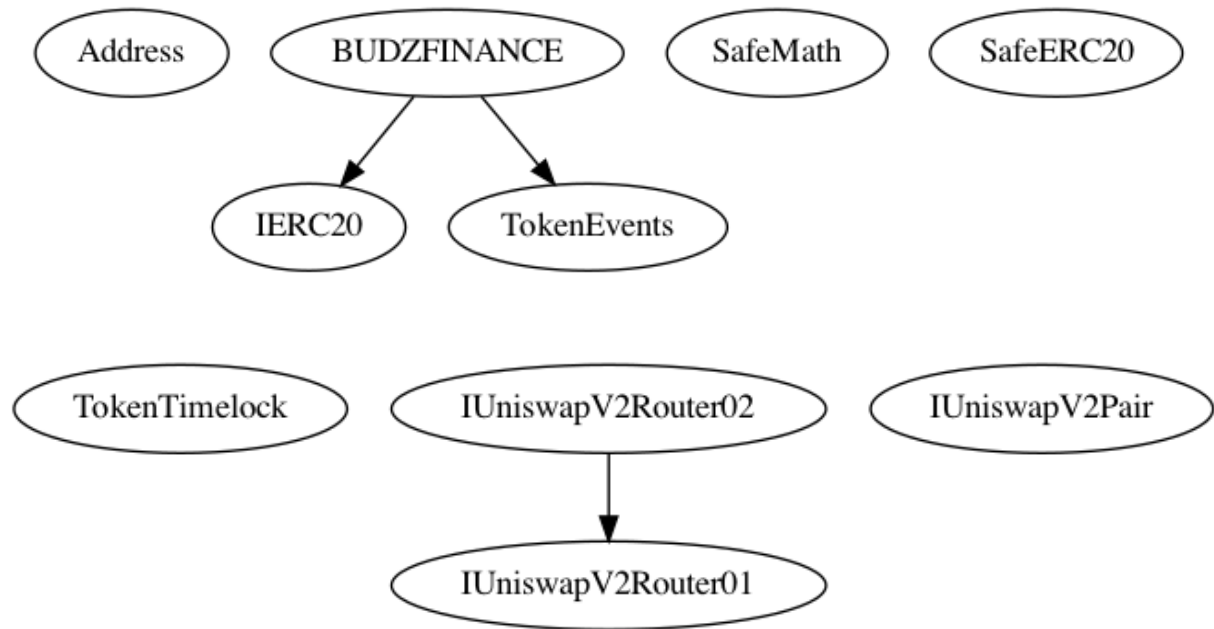 Address
BUDZFINANCE
SafeMath
SafeERC20
IERC20
TokenEvents
TokenTimelock
IUniswapV2Router02
IUniswapV2Pair
IUniswapV2Router01